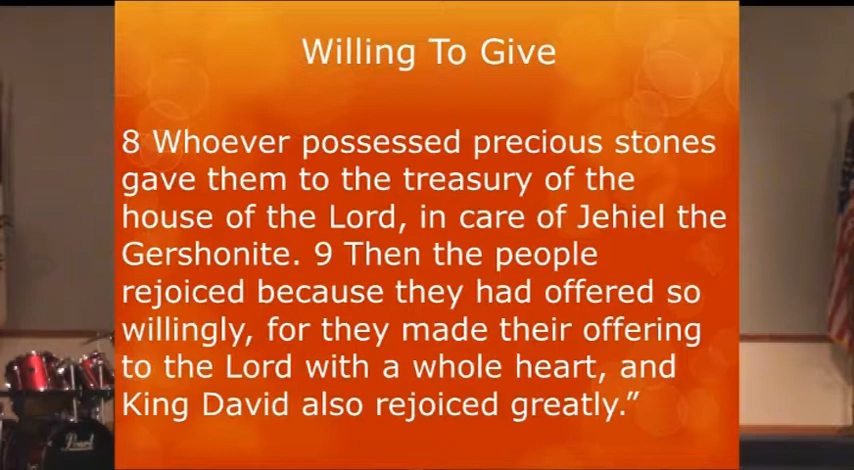 Willing To Give
8 Whoever possessed precious stones
gave them to the treasury of the
house of the Lord, in care of Jehiel the
Gershonite. 9 Then the people
rejoiced because they had offered so
willingly, for they made their offering
to the Lord with a whole heart, and
King David also rejoiced greatly.”
Pearl